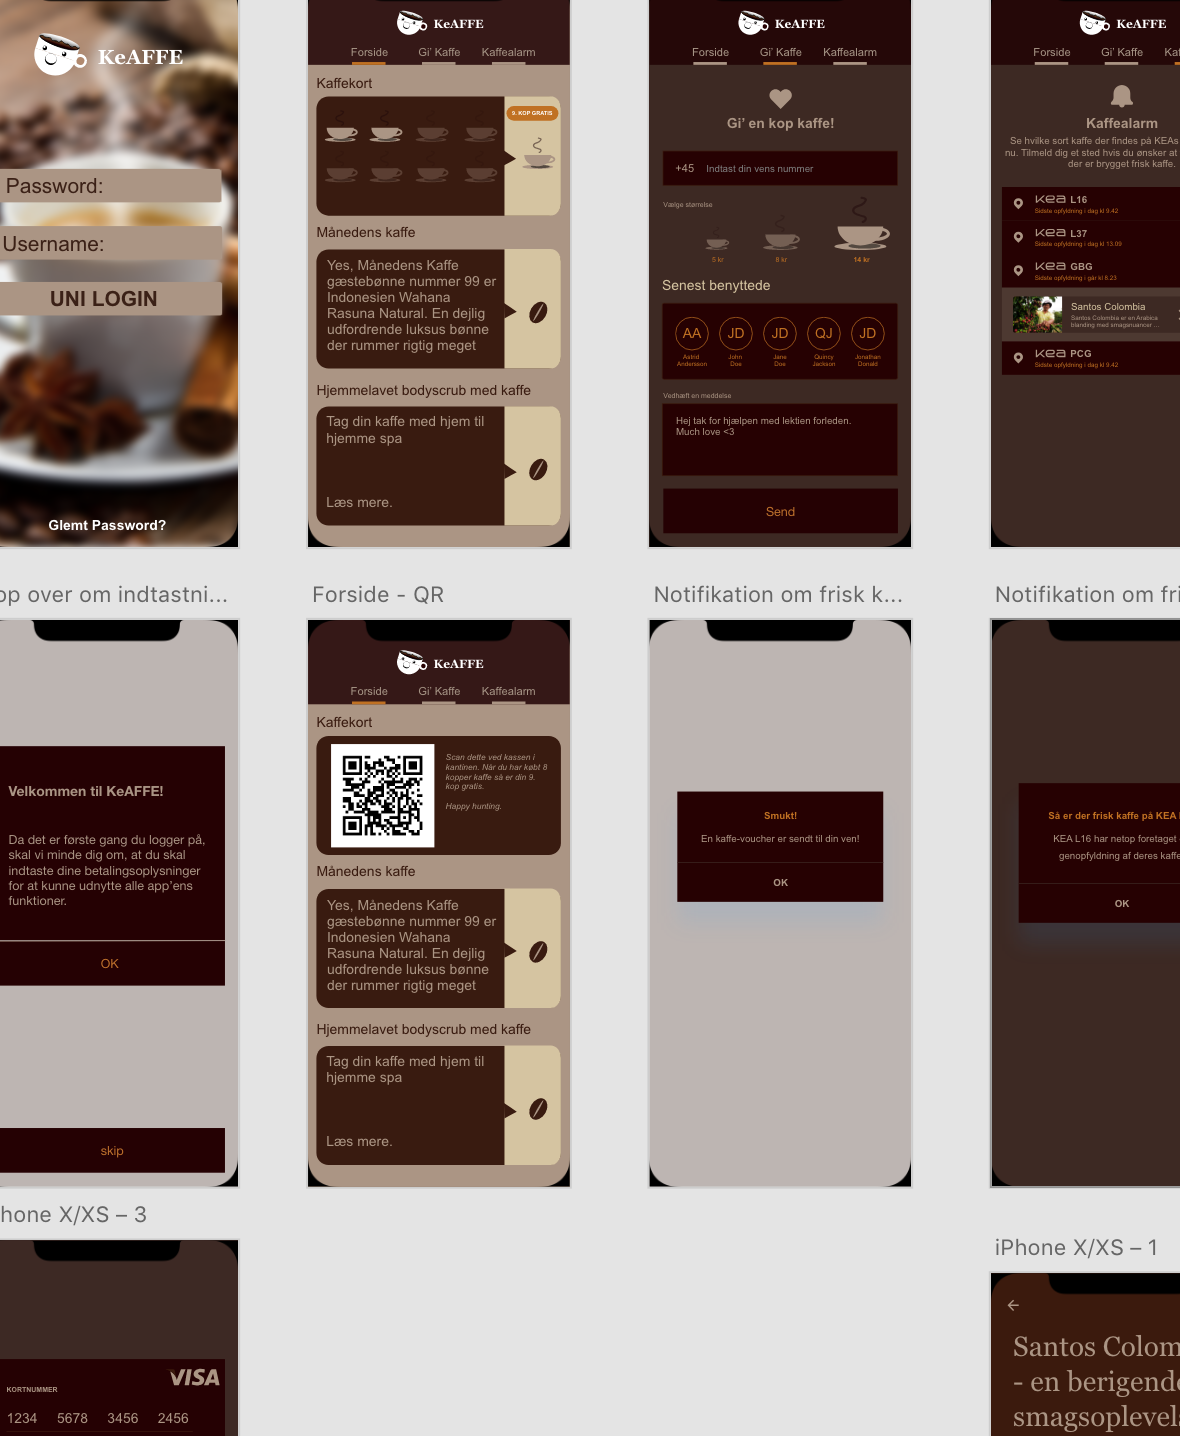 KeAFFE
Password:
Username:
UNI LOGIN
Glemt Password?
KeAFFE
Forside
Gi' Kaffe
Kaffealarm
Kaffekort
9. KOP GRATIS
Månedens kaffe
Yes, Månedens Kaffe
gæstebønne nummer 99 er
Indonesien Wahana
Rasuna Natural. En dejlig
udfordrende luksus bønne
der rummer rigtig meget
Hjemmelavet bodyscrub med kaffe
Tag din kaffe med hjem til
hjemme spa
Læs mere.
KeAFFE
Forside
Gi' Kaffe
Kaffealarm
Gi' en kop kaffe!
+45 Indtast din vens nummer
Vælge størrelse
5 kr
8 kr
14 kr
Senest benyttede
AA
JD
JD
QJ
JD
Astrid
Anderssen
John
Doe
Jane
Doe
Quincy
Jackson
Jonathan
Donald
Vedhæft en meddelse
Hej tak for hjælpen med lektien forleden.
Much love <3
Send
KeAFFE
Forside
Gi' Kaffe
Kaf
Kaffealarm
Se hvilke sort kaffe der findes på KEAs
nu. Tilmeld dig et sted hvis du ønsker at
der er brygget frisk kaffe.
kea L16
Sidste opfyldning i dag kl 9.42
kea L37
Sidste opfyldning i dag kl 13.09
kea GBG
Sidste opfyldning i går kl 8.23
Santos Colombia
Santos Colombia er en Arabica
blanding med smagsnuancer ...
kea PCG
Sidste opfyldning i dag kl 9.42
op over om indtastni...
Velkommen til KeAFFE!
Da det er første gang du logger på,
skal vi minde dig om, at du skal
indtaste dine betalingsoplysninger
for at kunne udnytte alle app'ens
funktioner.
OK
skip
Forside - QR
KeAFFE
Forside
Gi' Kaffe
Kaffealarm
Kaffekort
Scan dette ved kassen i
kantinen. Når du har købt 8
kopper kaffe så er din 9.
kop gratis.
Happy hunting.
Månedens kaffe
Yes, Månedens Kaffe
gæstebønne nummer 99 er
Indonesien Wahana
Rasuna Natural. En dejlig
udfordrende luksus bønne
der rummer rigtig meget
Hjemmelavet bodyscrub med kaffe
Tag din kaffe med hjem til
hjemme spa
Læs mere.
Notifikation om frisk k...
Smukt!
En kaffe-voucher er sendt til din ven!
OK
Notifikation om fri
Så er der frisk kaffe på KEA
KEA L16 har netop foretaget
genopfyldning af deres kaffe
OK
hone X/XS – 3
VISA
KORTNUMMER
1234 5678 3456 2456
iPhone X/XS – 1
Santos Colom
- en berigende
smagsoplevels